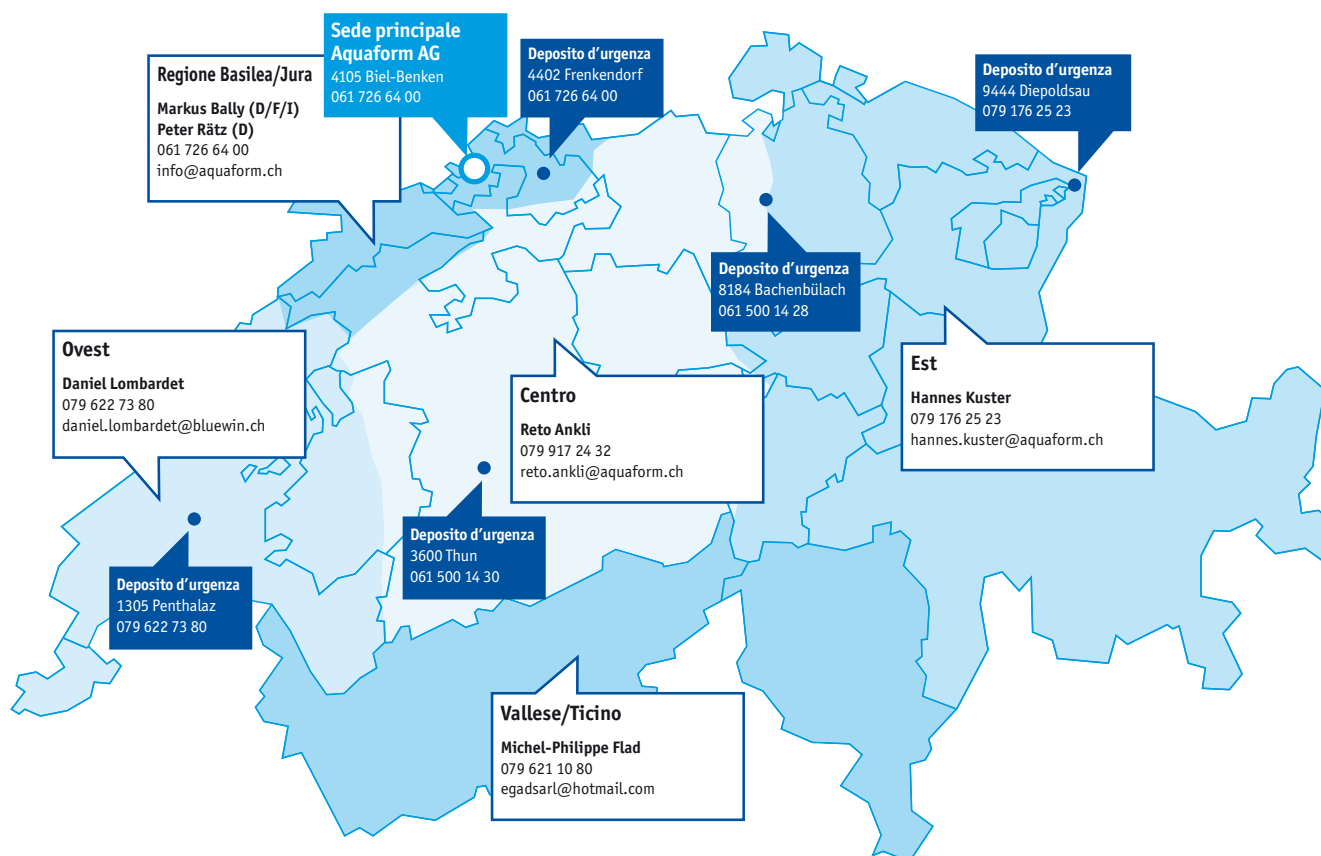 Sede principale
Aquaform AG
4105 Biel-Benken
061 726 64 00
Deposito d'urgenza
4402 Frenkendorf
061 726 64 00
Deposito d'urgenza
9444 Diepoldsau
079 176 25 23
Regione Basilea/Jura
Markus Bally (D/F/I)
Peter Rätz (D)
061 726 64 00
info@aquaform.ch
Deposito d'urgenza
8184 Bachenbülach
061 500 14 28
Ovest
Daniel Lombardet
079 622 73 80
daniel.lombardet@bluewin.ch
Centro
Reto Ankli
079 917 24 32
reto.ankli@aquaform.ch
Est
Hannes Kuster
079 176 25 23
hannes.kuster@aquaform.ch
Deposito d'urgenza
3600 Thun
061 500 14 30
Deposito d'urgenza
1305 Penthalaz
079 622 73 80
Vallese/Ticino
Michel-Philippe Flad
079 621 10 80
egadsarl@hotmail.com